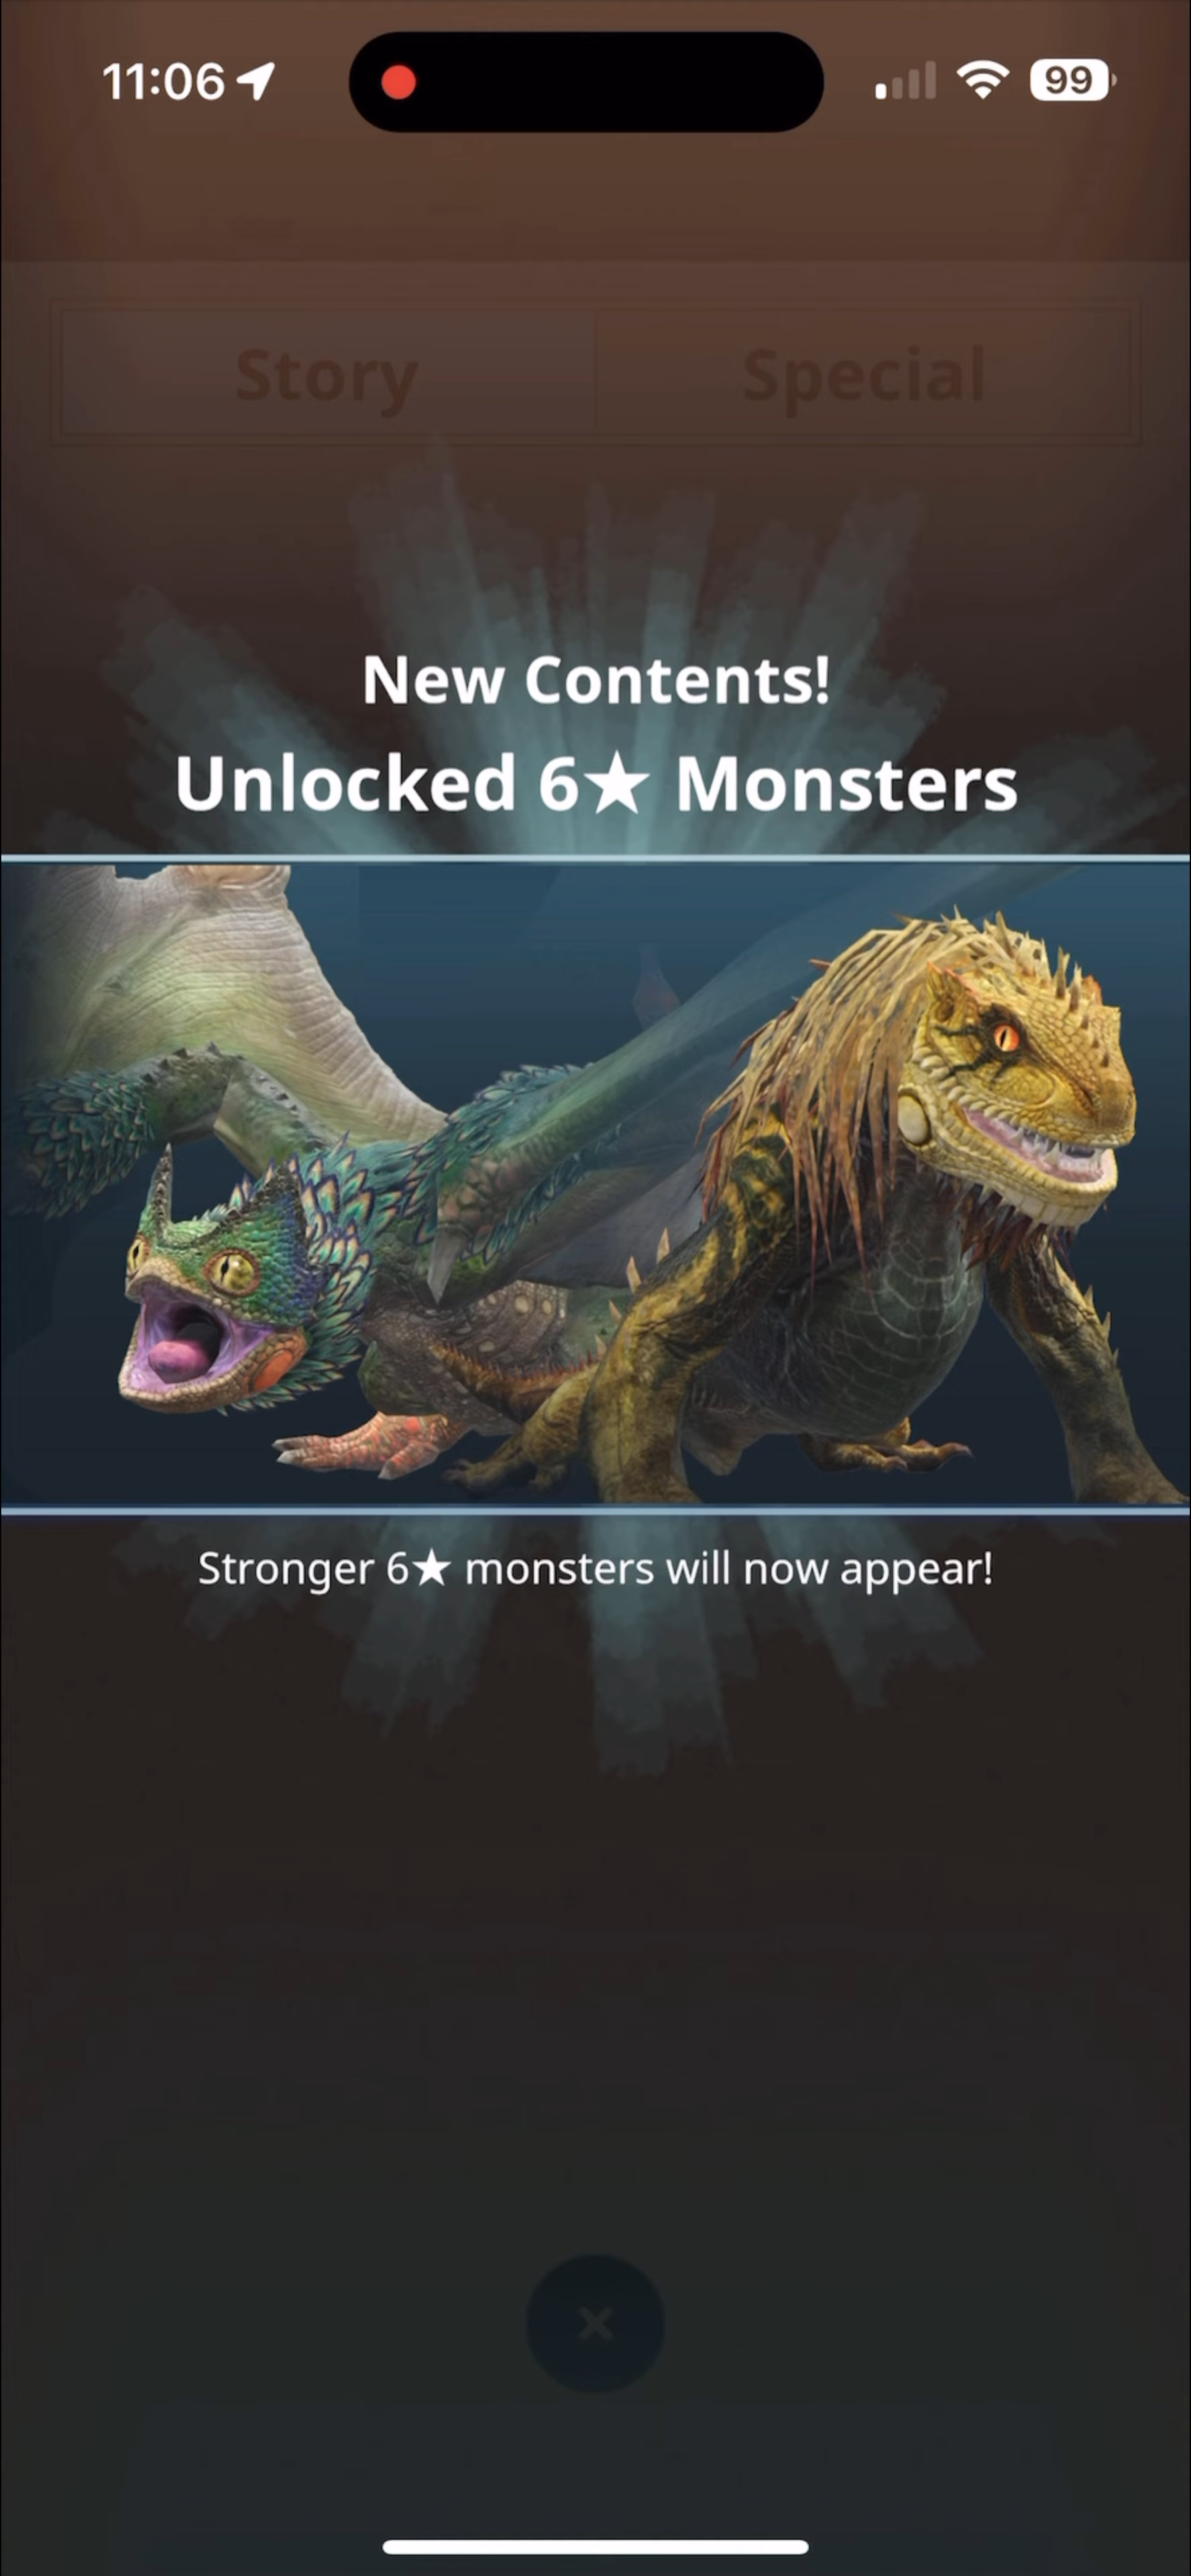 11:06
99
Story
Special
New Contents!
Unlocked 6★ Monsters
Stronger 6★ monsters will now appear!